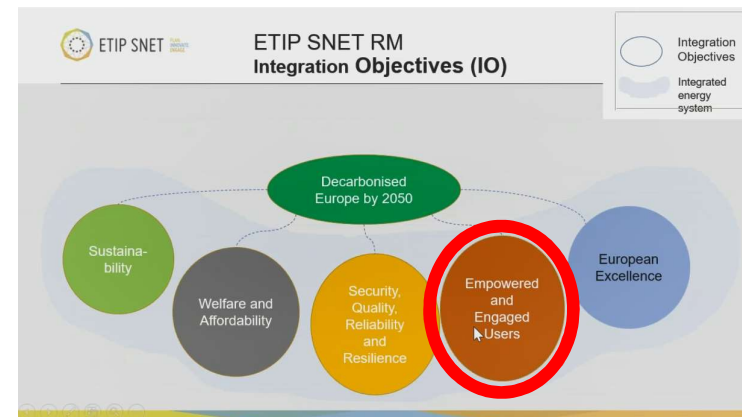 ETIP SNET
ETIP SNET RM
Integration Objectives (IO)
Integration
Objectives
Integrated
energy
system
Decarbonised
Europe by 2050
Sustaina-
bility
Welfare and
Affordability
Security,
Quality,
Reliability
and
Resilience
Empowered
and
Engaged
Users
European
Excellence